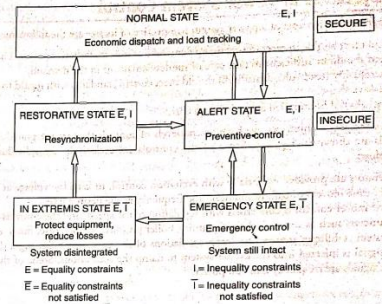 NORMAL STATE E, I
Economic dispatch and load tracking
SECURE
RESTORATIVE STATE E̅, I
Resynchronization
ALERT STATE E, I
Preventive control
INSECURE
IN EXTREMIS STATE E̅, I̅
Protect equipment,
reduce losses
System disintegrated
EMERGENCY STATE E, I̅
Emergency control
System still intact
E = Equality constraints
E̅ = Equality constraints
not satisfied
I = Inequality constraints
I̅ = Inequality constraints
not satisfied